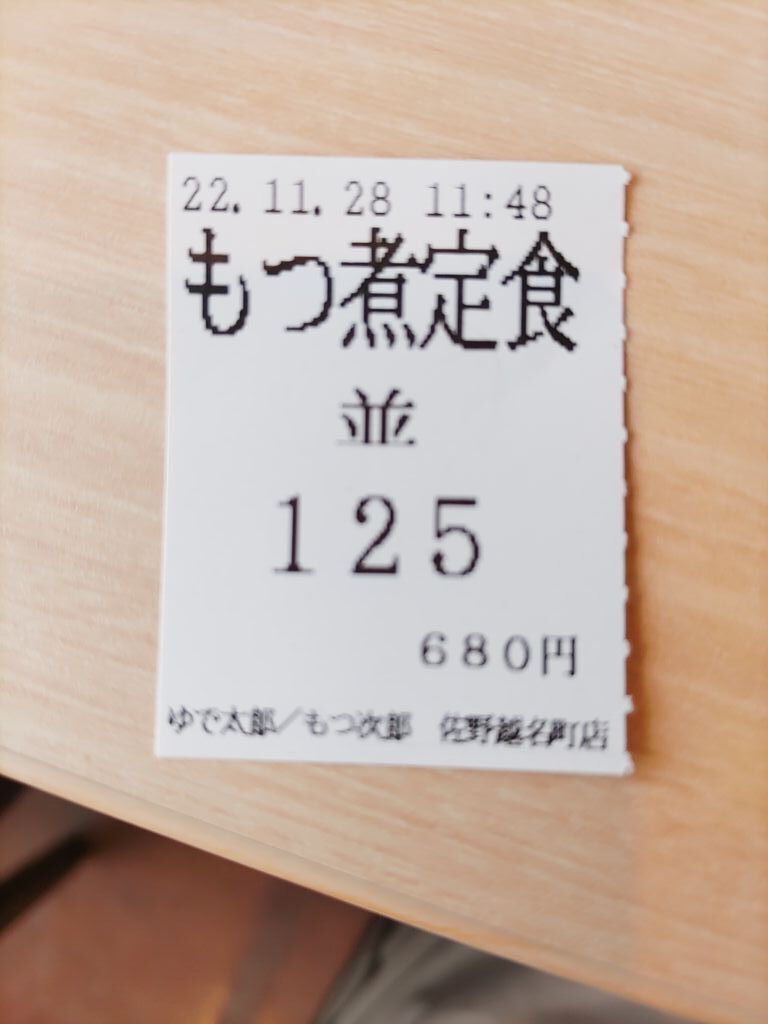 22.11.28 11:48
もつ煮定食
並
125
680円
ゆで太郎／もつ次郎 佐野越名町店